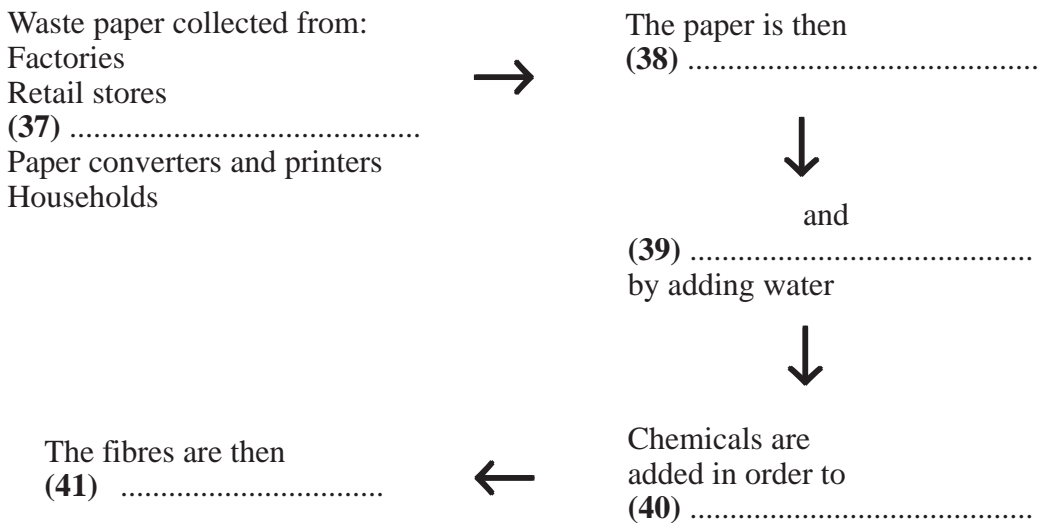 Waste paper collected from:
Factories
Retail stores
(37) ............................................
Paper converters and printers
Households
The paper is then
(38) ............................................
and
(39) ...........................................
by adding water
Chemicals are
added in order to
(40) ...........................................
The fibres are then
(41) .................................